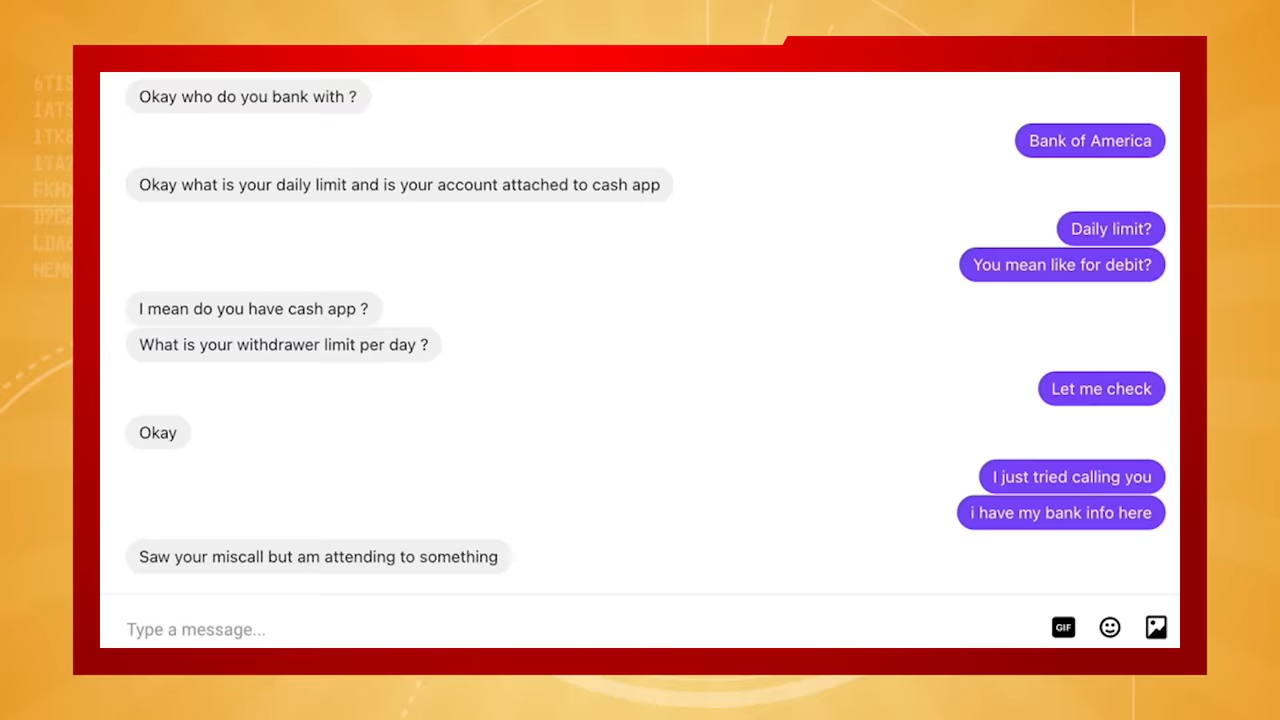 Okay who do you bank with ?
Bank of America
Okay what is your daily limit and is your account attached to cash app
Daily limit?
You mean like for debit?
I mean do you have cash app ?
What is your withdrawer limit per day ?
Let me check
Okay
I just tried calling you
i have my bank info here
Saw your miscall but am attending to something
Type a message...
GIF